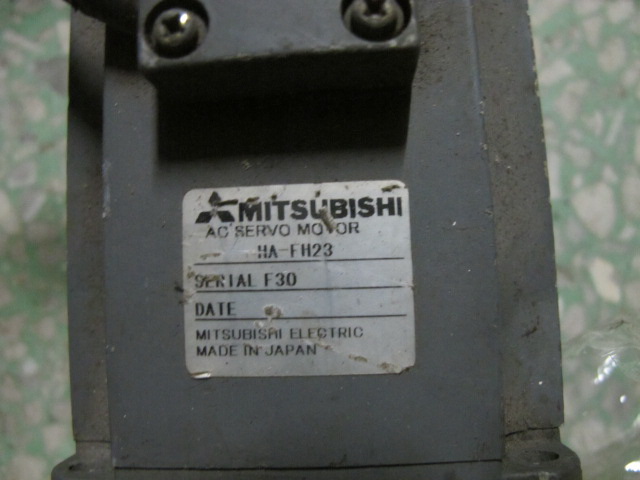 MITSUBISHI
AC SERVO MOTOR
HA-FH23
SERIAL F30
DATE
MITSUBISHI ELECTRIC
MADE IN JAPAN